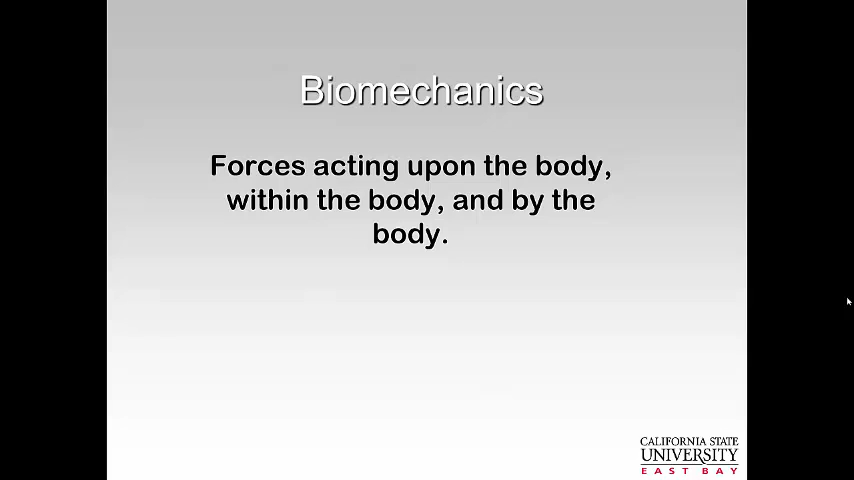 Biomechanics
Forces acting upon the body,
within the body, and by the
body.
CALIFORNIA STATE
UNIVERSITY
EAST BAY